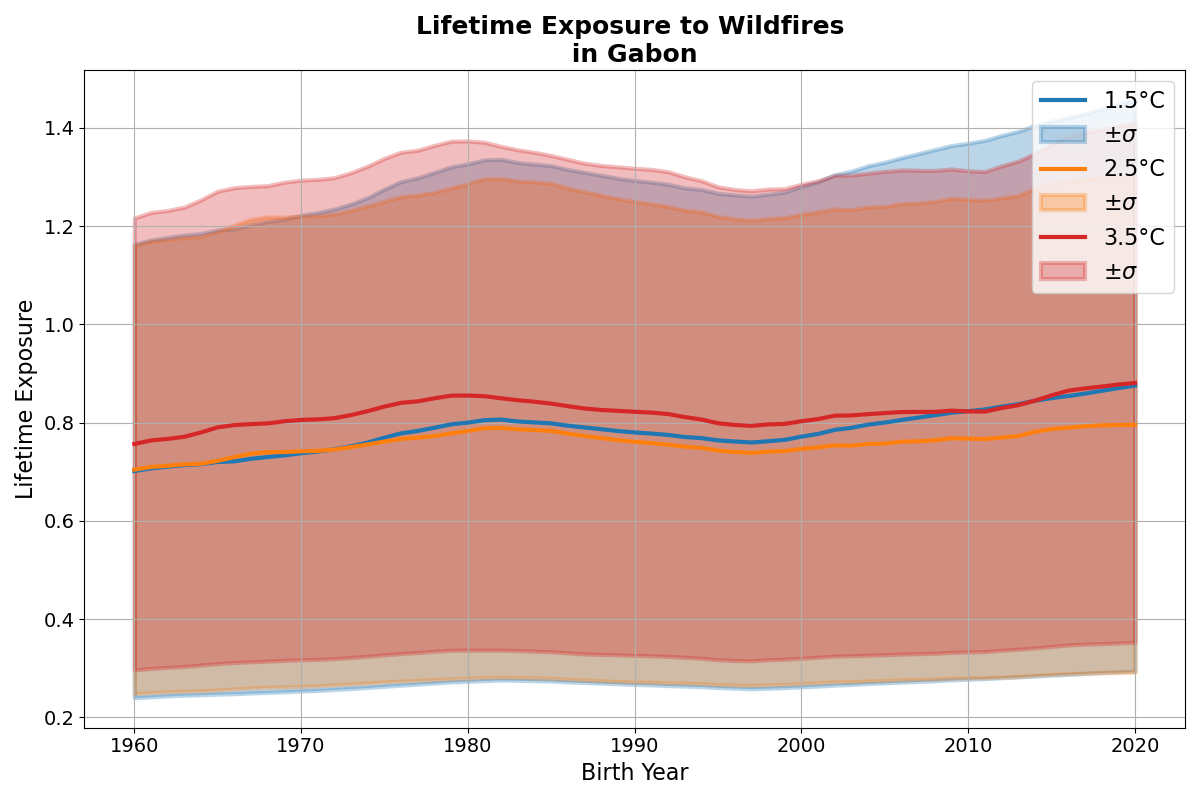 Lifetime Exposure to Wildfires
in Gabon
Lifetime Exposure
1.4
1.2
1.0
0.8
0.6
0.4
0.2
1960 1970 1980 1990 2000 2010 2020
Birth Year
1.5°C
±σ
2.5°C
±σ
3.5°C
±σ